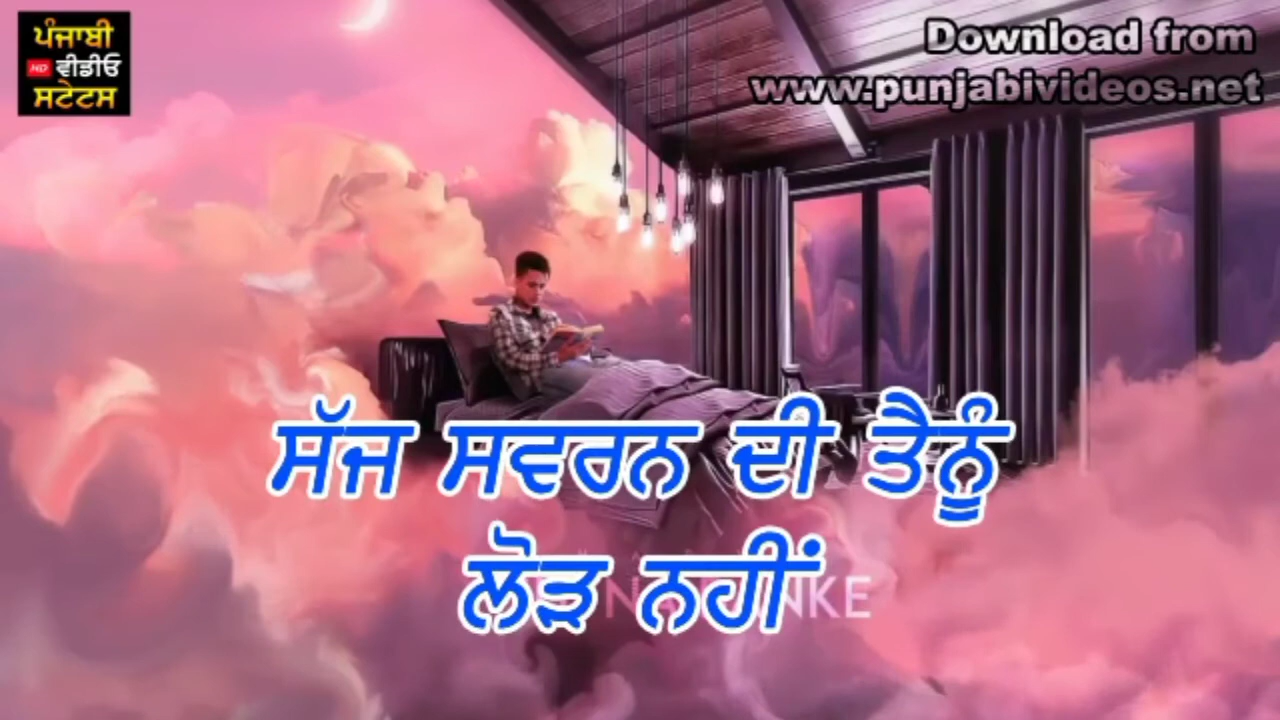 ਪੰਜਾਬੀ
HD ਵੀਡੀਓ
ਸਟੇਟਸ
Download from
www.punjabivideos.net
ਸੱਜ ਸਵਰਨ ਦੀ ਤੈਨੂੰ
ਲੋੜ ਨਹੀਂ